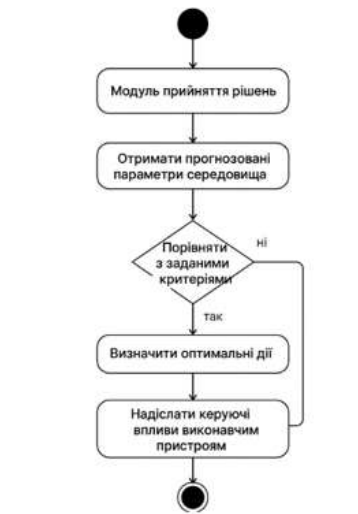 Модуль прийняття рішень
Отримати прогнозовані
параметри середовища
Порівняти
з заданими
критеріями
ні
так
Визначити оптимальні дії
Надіслати керуючі
впливи виконавчим
пристроям